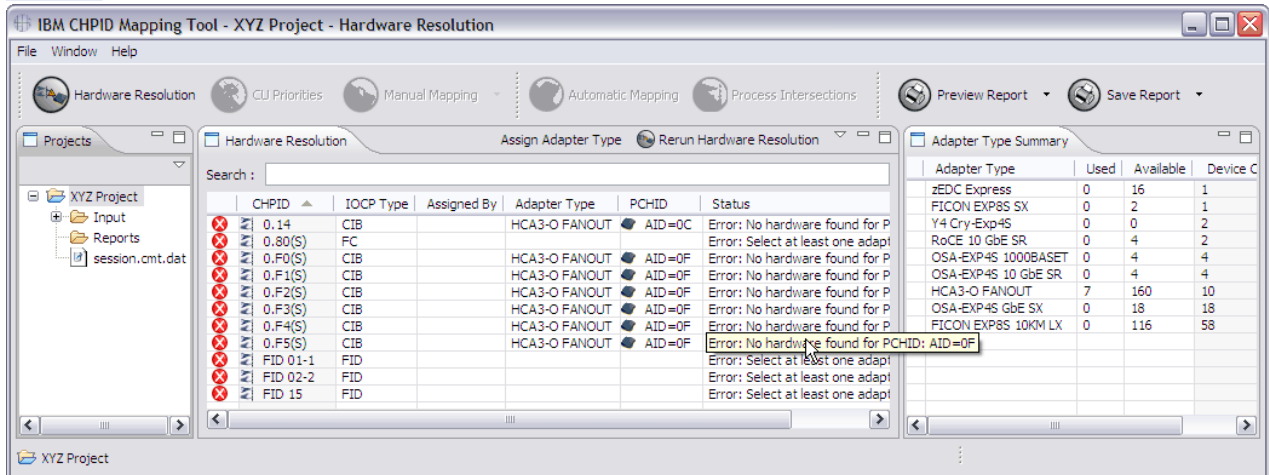 IBM CHPID Mapping Tool - XYZ Project - Hardware Resolution
File Window Help
Hardware Resolution CU Priorities Manual Mapping Automatic Mapping Process Intersections Preview Report Save Report
Projects
XYZ Project
Input
Reports
session.cmt.dat
Hardware Resolution Assign Adapter Type Rerun Hardware Resolution
Search :
CHPID IOCP Type Assigned By Adapter Type PCHID Status
0.14 CIB HCA3-O FANOUT AID=0C Error: No hardware found for P
0.80(S) FC Error: Select at least one adapt
0.F0(S) CIB HCA3-O FANOUT AID=0F Error: No hardware found for P
0.F1(S) CIB HCA3-O FANOUT AID=0F Error: No hardware found for P
0.F2(S) CIB HCA3-O FANOUT AID=0F Error: No hardware found for P
0.F3(S) CIB HCA3-O FANOUT AID=0F Error: No hardware found for P
0.F4(S) CIB HCA3-O FANOUT AID=0F Error: No hardware found for P
0.F5(S) CIB HCA3-O FANOUT AID=0F Error: No hardware found for PCHID: AID=0F
FID 01-1 FID Error: Select at least one adapt
FID 02-2 FID Error: Select at least one adapt
FID 15 FID Error: Select at least one adapt
Adapter Type Summary
Adapter Type Used Available Device C
zEDC Express 0 16 1
FICON EXP8S SX 0 2 1
Y4 Cry-Exp4S 0 0 2
RoCE 10 GbE SR 0 4 2
OSA-EXP4S 1000BASET 0 4 4
OSA-EXP4S 10 GbE SR 0 4 4
HCA3-O FANOUT 7 160 10
OSA-EXP4S GbE SX 0 18 18
FICON EXP8S 10KM LX 0 116 58
XYZ Project